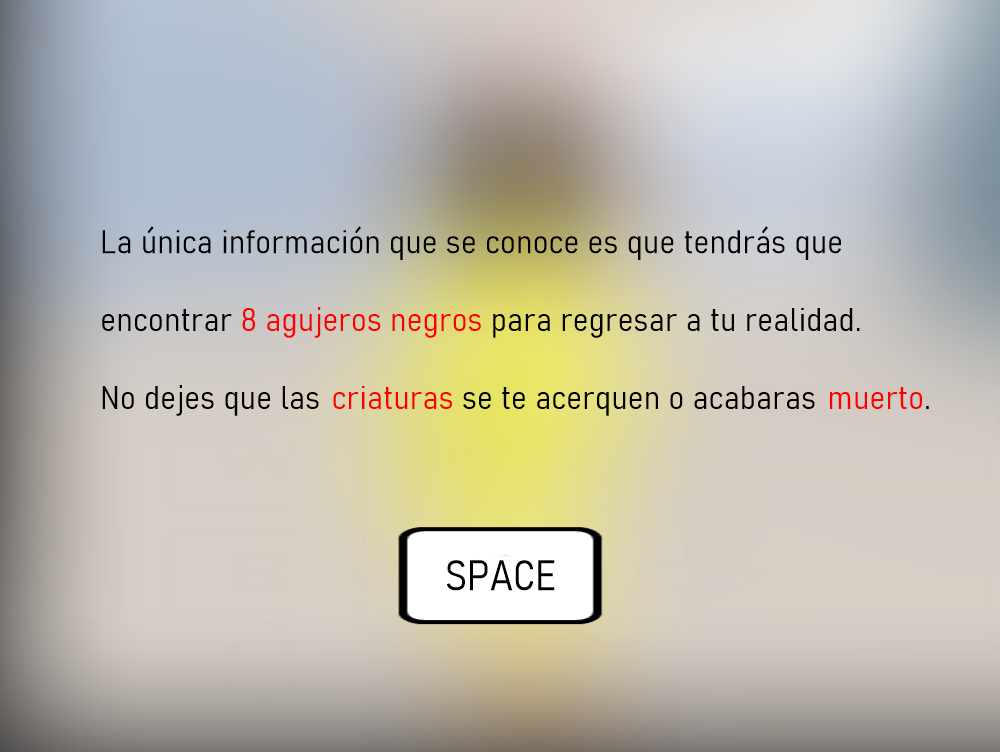 La única información que se conoce es que tendrás que
encontrar 8 agujeros negros para regresar a tu realidad.
No dejes que las criaturas se te acerquen o acabaras muerto.
SPACE